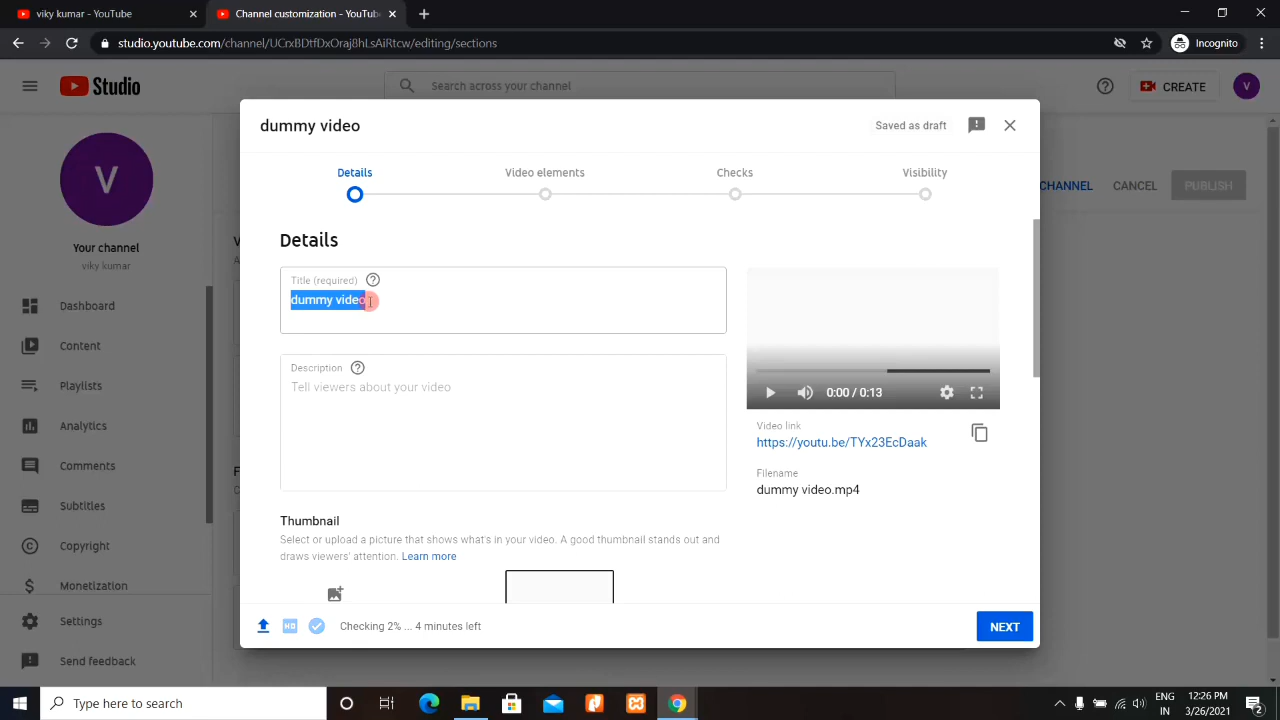 viky kumar
Channel details - YouTube Studio
studio.youtube.com/channel/UCrxBDtfDxOraj8hLsAiRtcw/editing/sections
Incognito
Studio
Search across your channel
CREATE
V
V
Your channel
viky kumar
Dashboard
Content
Playlists
Analytics
Comments
Subtitles
Copyright
Monetization
Settings
Send feedback
CHANNEL
CANCEL
PUBLISH
dummy video
Saved as draft
Details
Video elements
Checks
Visibility
Details
Title (required)
dummy video
Description
Tell viewers about your video
0:00 / 0:13
Video link
https://youtu.be/TYx23EcDaak
Filename
dummy video.mp4
Thumbnail
Select or upload a picture that shows what's in your video. A good thumbnail stands out and
draws viewers' attention. Learn more
HD
Checking 2% ... 4 minutes left
NEXT
Type here to search
ENG
IN
12:26 PM
3/26/2021
2